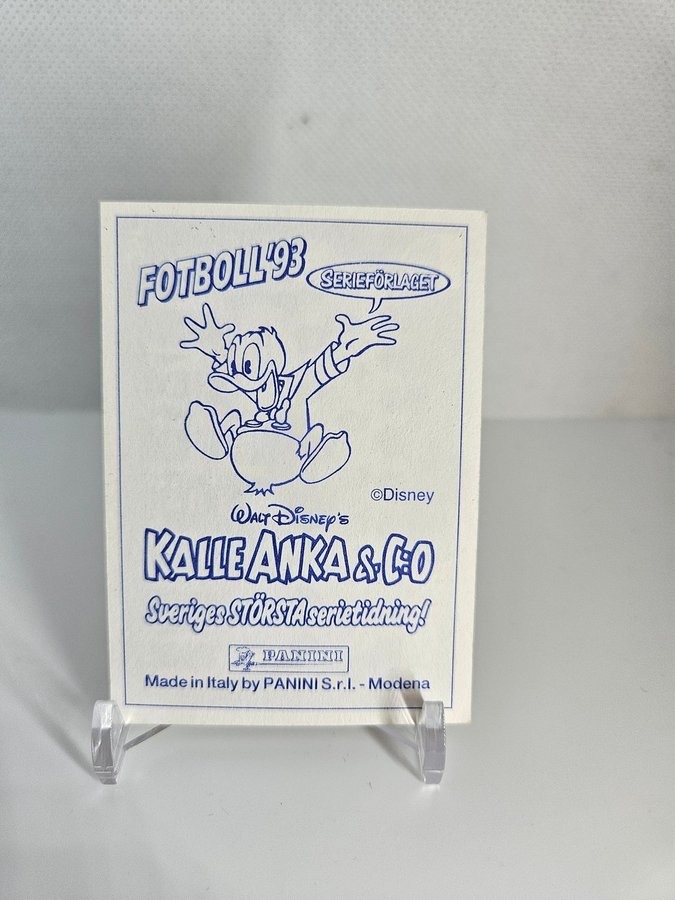 FOTBOLL '93
SERIEFÖRLAGET
©Disney
WALT DISNEY'S
KALLE ANKA & C:O
Sveriges STÖRSTA serietidning!
PANINI
Made in Italy by PANINI S.r.l. - Modena